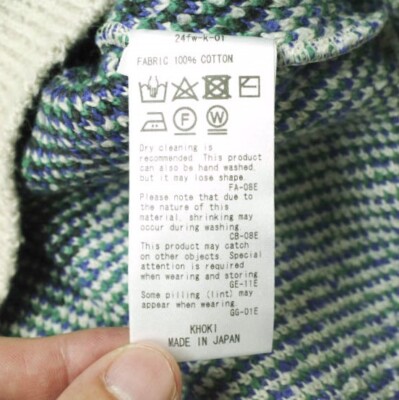 24fw-k-01
FABRIC 100% COTTON
F
W
Dry cleaning is
recommended. This product
can also be hand washed,
but it may lose shape.
FA-08E
Please note that due to
the nature of this
material, shrinking may
occur during washing.
CB-08E
This product may catch
on other objects. Special
attention is required
when wearing and storing.
GE-11E
Some pilling (lint) may
appear when wearing.
GG-01E
KHOKI
MADE IN JAPAN